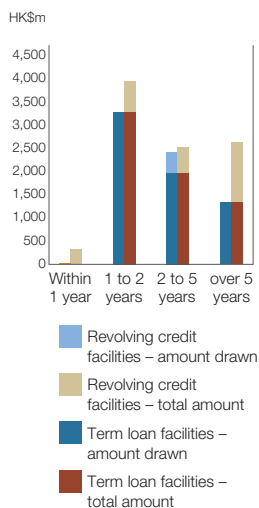 HK$m
4,500
4,000
3,500
3,000
2,500
2,000
1,500
1,000
500
0
Within 1 to 2 2 to 5 over 5
1 year years years years
Revolving credit
facilities – amount drawn
Revolving credit
facilities – total amount
Term loan facilities –
amount drawn
Term loan facilities –
total amount